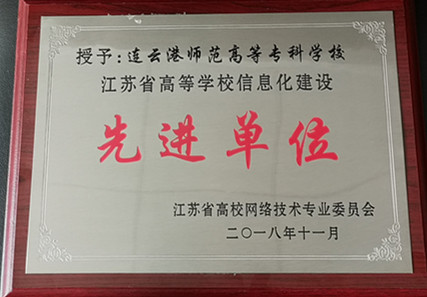 授予:连云港师范高等专科学校
江苏省高等学校信息化建设
先进单位
江苏省高校网络技术专业委员会
二〇一八年十一月